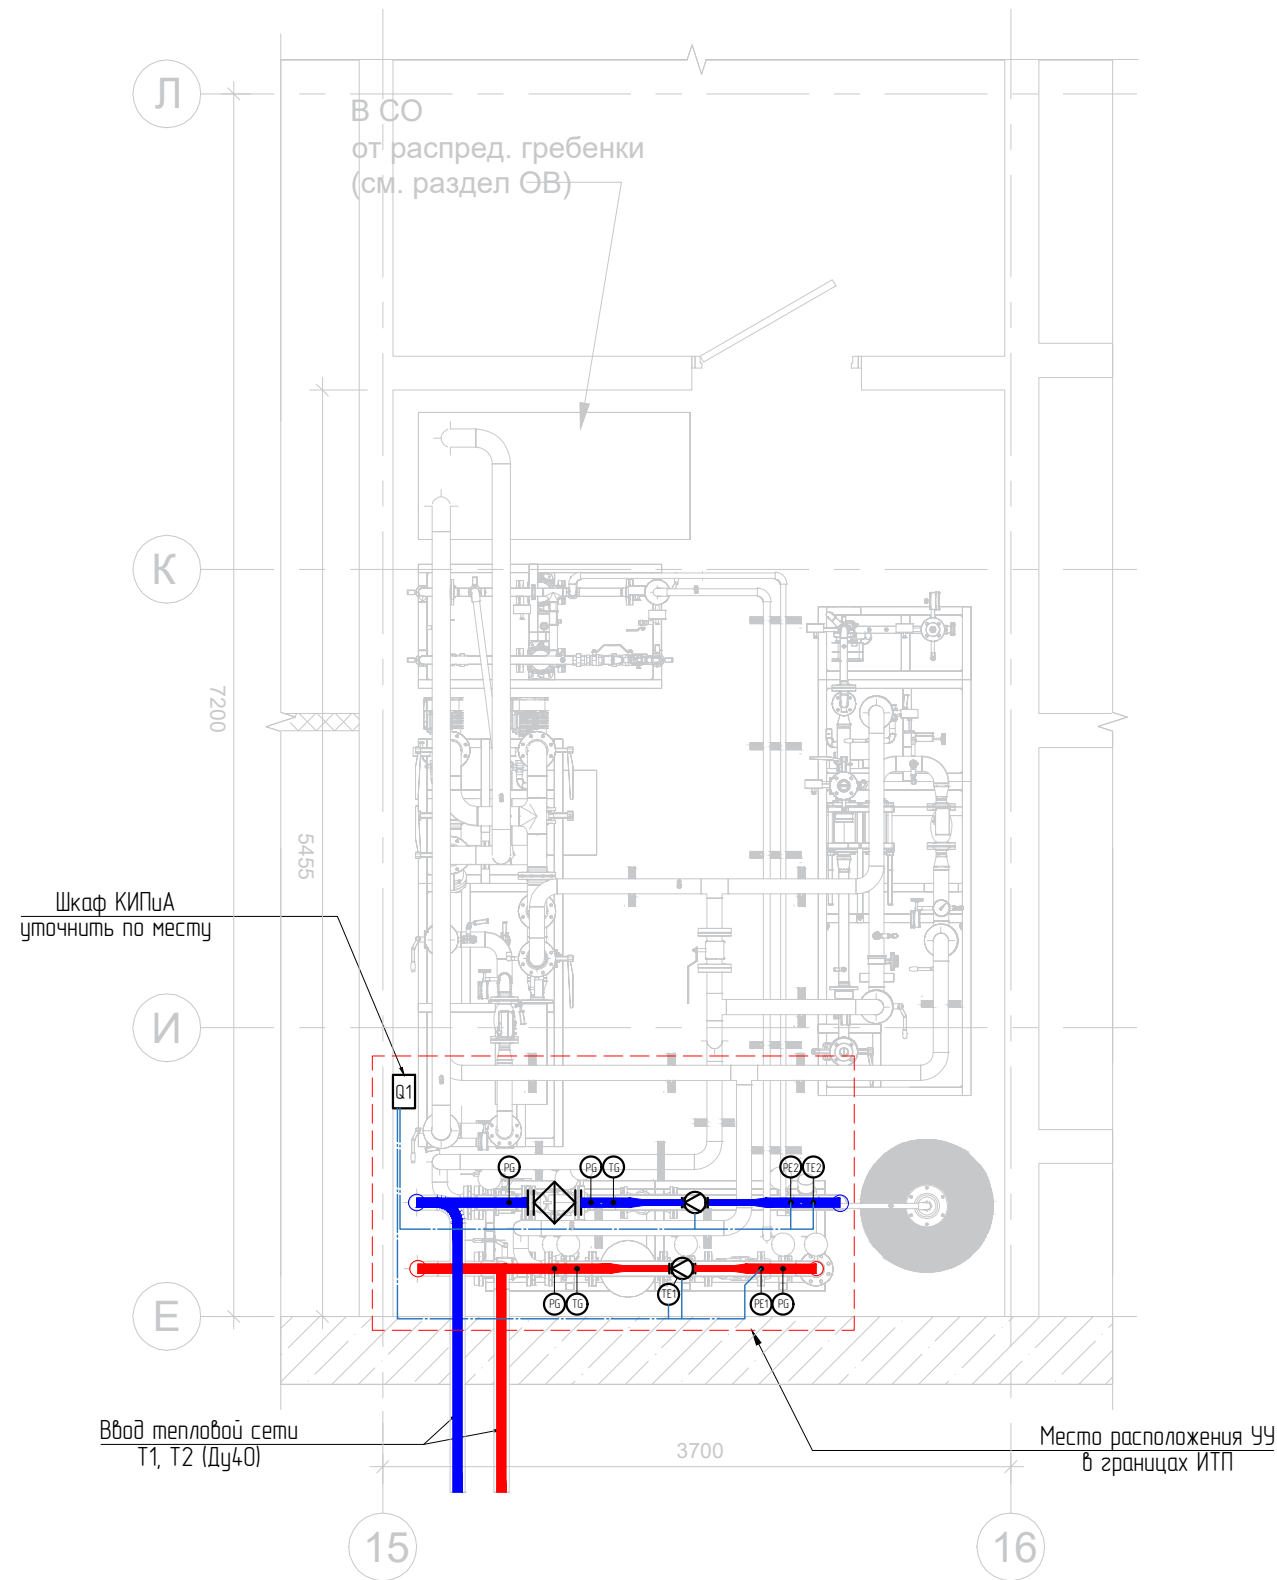 Л
В СО
от распред. гребенки
(см. раздел ОВ)
К
7200
5455
Шкаф КИПиА
уточнить по месту
И
Q1
PG
PG
TG
PE2
TE2
TE1
PG
TG
PE1
PG
Е
Ввод тепловой сети
Т1, Т2 (Ду40)
3700
Место расположения УУ
в границах ИТП
15
16